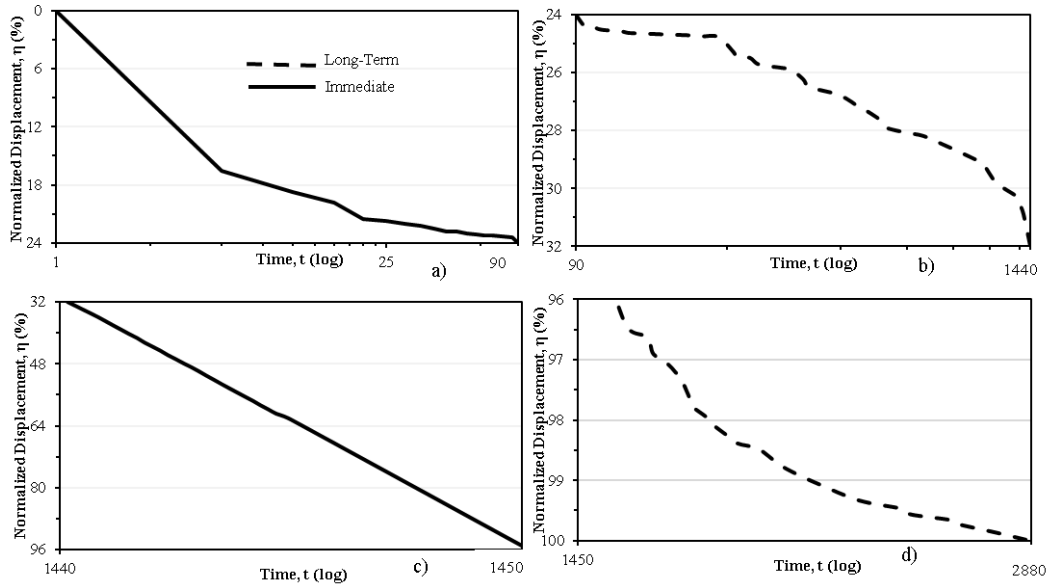 0
6
12
18
24
Normalized Displacement, η (%)
Long-Term
Immediate
1
25
90
Time, t (log)
a)
24
26
28
30
32
Normalized Displacement, η (%)
90
1440
Time, t (log)
b)
32
48
64
80
96
Normalized Displacement, η (%)
1440
1450
Time, t (log)
c)
96
97
98
99
100
Normalized Displacement, η (%)
1450
2880
Time, t (log)
d)